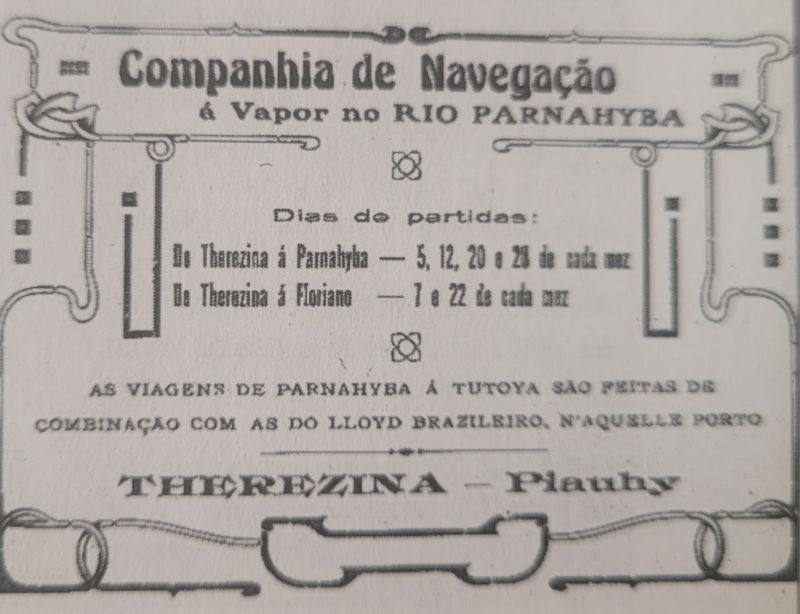 Companhia de Navegação
á Vapor no RIO PARNAHYBA
Dias de partidas:
De Therezina á Parnahyba — 5, 12, 20 e 28 de cada mez
De Therezina á Floriano — 7 e 22 de cada mez
AS VIAGENS DE PARNAHYBA Á TUTOYA SÃO FEITAS DE
COMBINAÇÃO COM AS DO LLOYD BRAZILEIRO, N'AQUELLE PORTO
THEREZINA — Piauhy